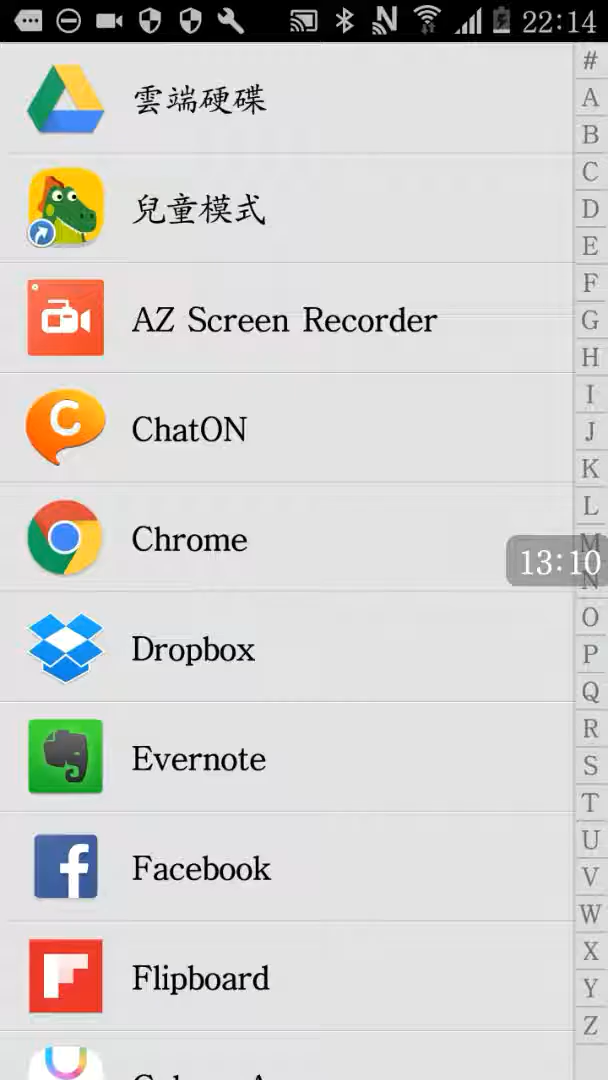 22:14
雲端硬碟
兒童模式
AZ Screen Recorder
ChatON
Chrome
Dropbox
Evernote
Facebook
Flipboard
13:10
#
A
B
C
D
E
F
G
H
I
J
K
L
M
N
O
P
Q
R
S
T
U
V
W
X
Y
Z